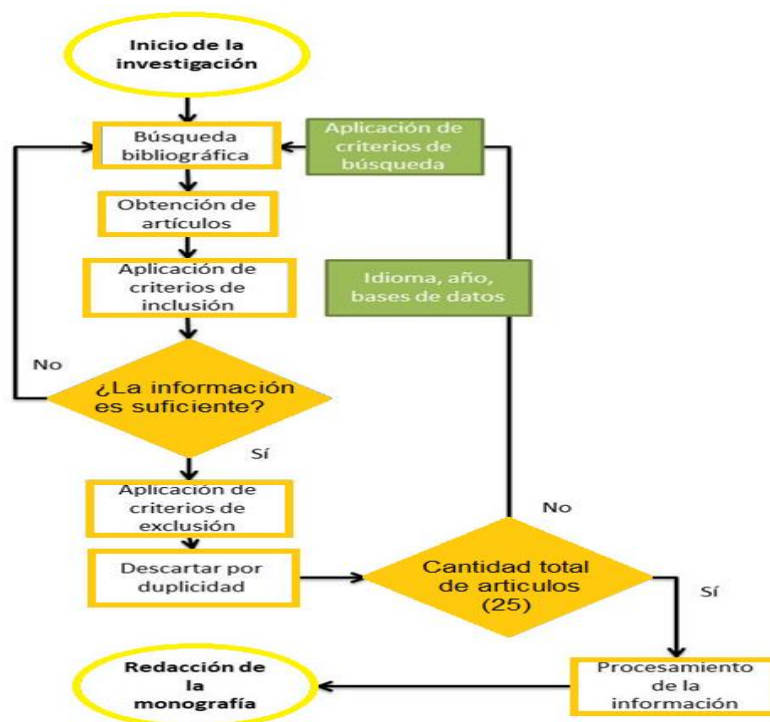 Inicio de la
investigación
Búsqueda
bibliográfica
Aplicación de
criterios de
búsqueda
Obtención de
artículos
Aplicación de
criterios de
inclusión
Idioma, año,
bases de datos
No
¿La información
es suficiente?
Sí
Aplicación de
criterios de
exclusión
No
Descartar por
duplicidad
Cantidad total
de articulos
(25)
Sí
Redacción de
la
monografía
Procesamiento
de la
información